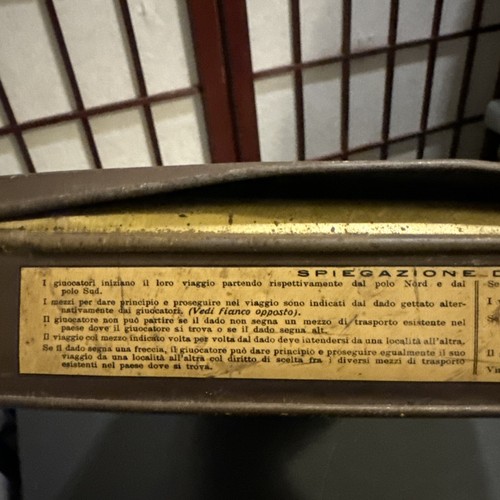 SPIEGAZIONE
I giuocatori iniziano il loro viaggio partendo rispettivamente dal polo Nord e dal
polo Sud.
I mezzi per dare principio e proseguire nel viaggio sono indicati dal dado gettato alter-
nativamente dai giuocatori. (Vedi fianco opposto).
Il giuocatore non può partire se il dado non segna un mezzo di trasporto esistente nel
paese dove il giuocatore si trova o se il dado segna alt.
Il viaggio col mezzo indicato volta per volta dal dado deve intendersi da una località all'altra.
Se il dado segna una freccia, il giuocatore può dare principio e proseguire egualmente il suo
viaggio da una località all'altra col diritto di scelta fra i diversi mezzi di trasporto
esistenti nel paese dove si trova.
Se
I
Se
Il